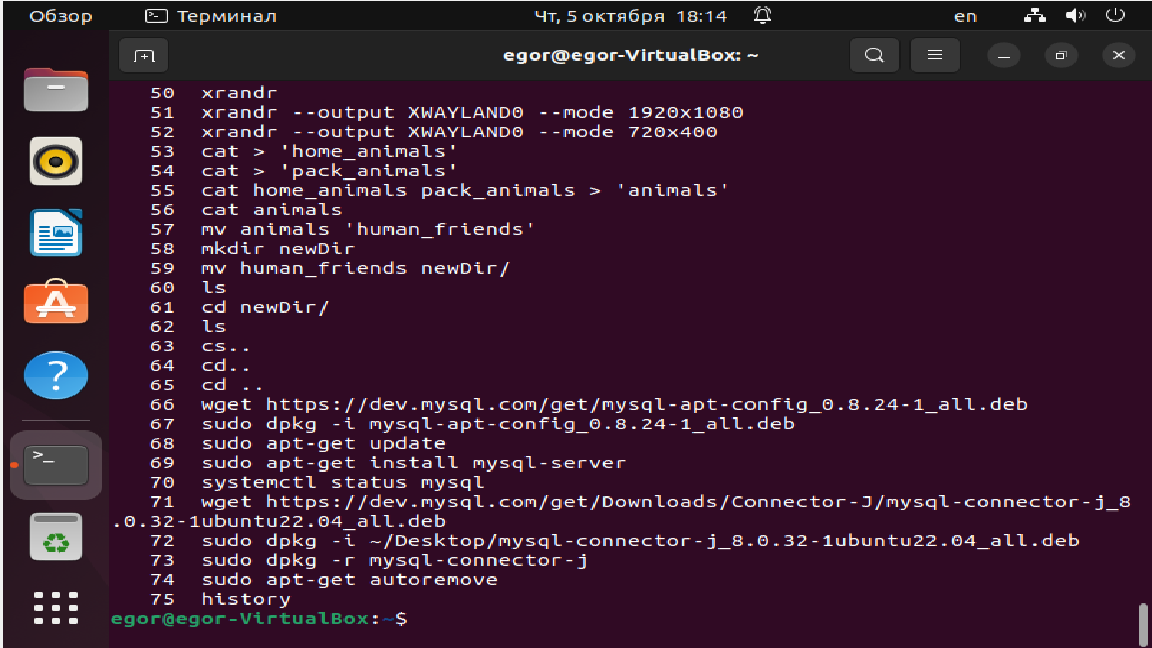 Обзор
Терминал
Чт, 5 октября 18:14
en
egor@egor-VirtualBox: ~
50 xrandr
51 xrandr --output XWAYLAND0 --mode 1920x1080
52 xrandr --output XWAYLAND0 --mode 720x400
53 cat > 'home_animals'
54 cat > 'pack_animals'
55 cat home_animals pack_animals > 'animals'
56 cat animals
57 mv animals 'human_friends'
58 mkdir newDir
59 mv human_friends newDir/
60 ls
61 cd newDir/
62 ls
63 cs..
64 cd..
65 cd ..
66 wget https://dev.mysql.com/get/mysql-apt-config_0.8.24-1_all.deb
67 sudo dpkg -i mysql-apt-config_0.8.24-1_all.deb
68 sudo apt-get update
69 sudo apt-get install mysql-server
70 systemctl status mysql
71 wget https://dev.mysql.com/get/Downloads/Connector-J/mysql-connector-j_8
.0.32-1ubuntu22.04_all.deb
72 sudo dpkg -i ~/Desktop/mysql-connector-j_8.0.32-1ubuntu22.04_all.deb
73 sudo dpkg -r mysql-connector-j
74 sudo apt-get autoremove
75 history
egor@egor-VirtualBox:~$